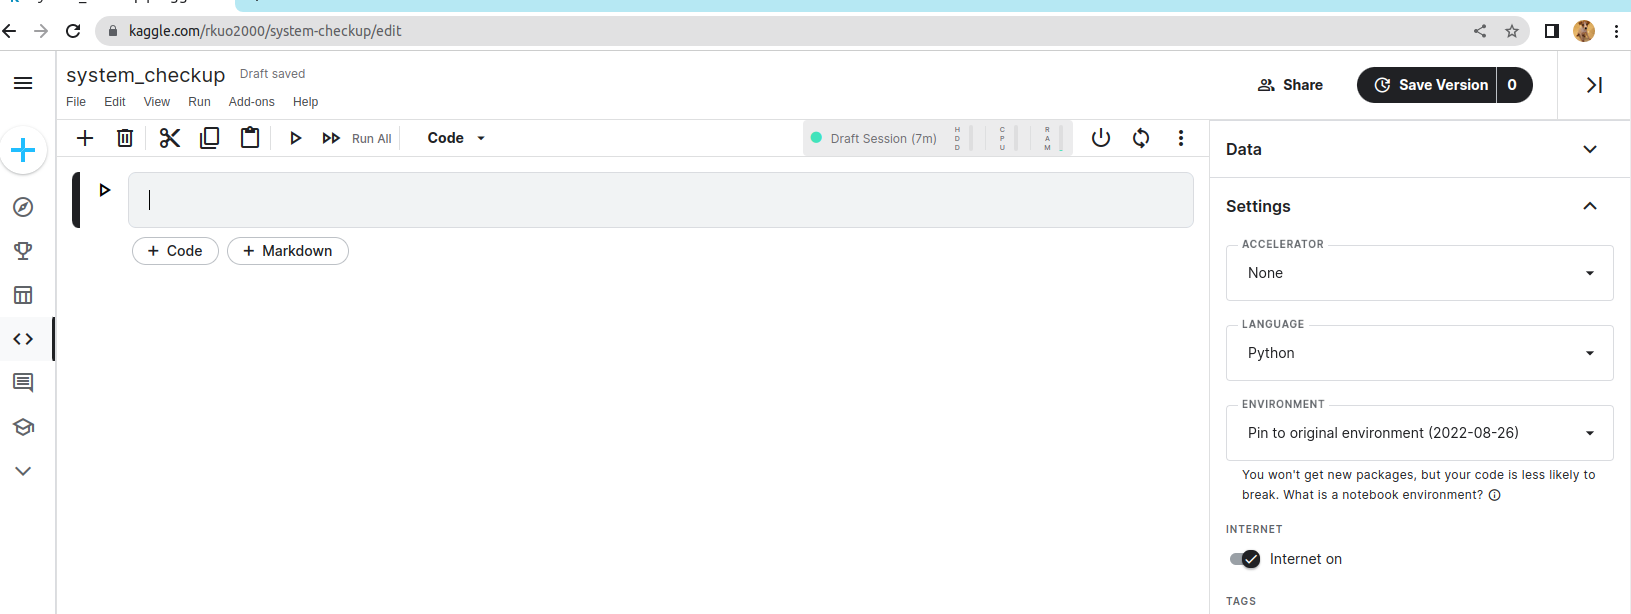 kaggle.com/rkuo2000/system-checkup/edit
system_checkup Draft saved
File Edit View Run Add-ons Help
Share
Save Version 0
Run All
Code
Draft Session (7m)
HDD
CPU
RAM
+ Code
+ Markdown
Data
Settings
ACCELERATOR
None
LANGUAGE
Python
ENVIRONMENT
Pin to original environment (2022-08-26)
You won't get new packages, but your code is less likely to
break. What is a notebook environment?
INTERNET
Internet on
TAGS